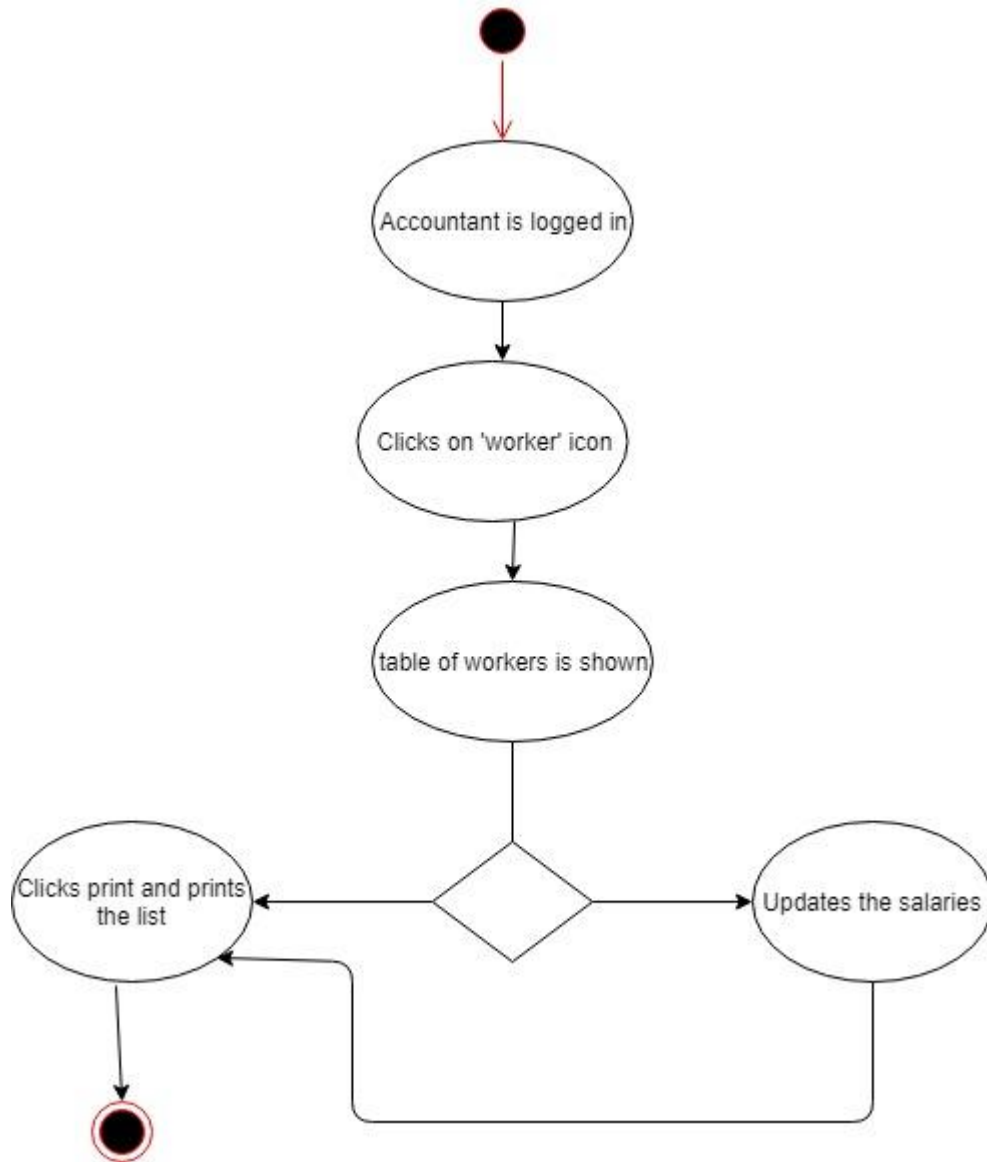 Accountant is logged in
Clicks on 'worker' icon
table of workers is shown
Clicks print and prints
the list
Updates the salaries